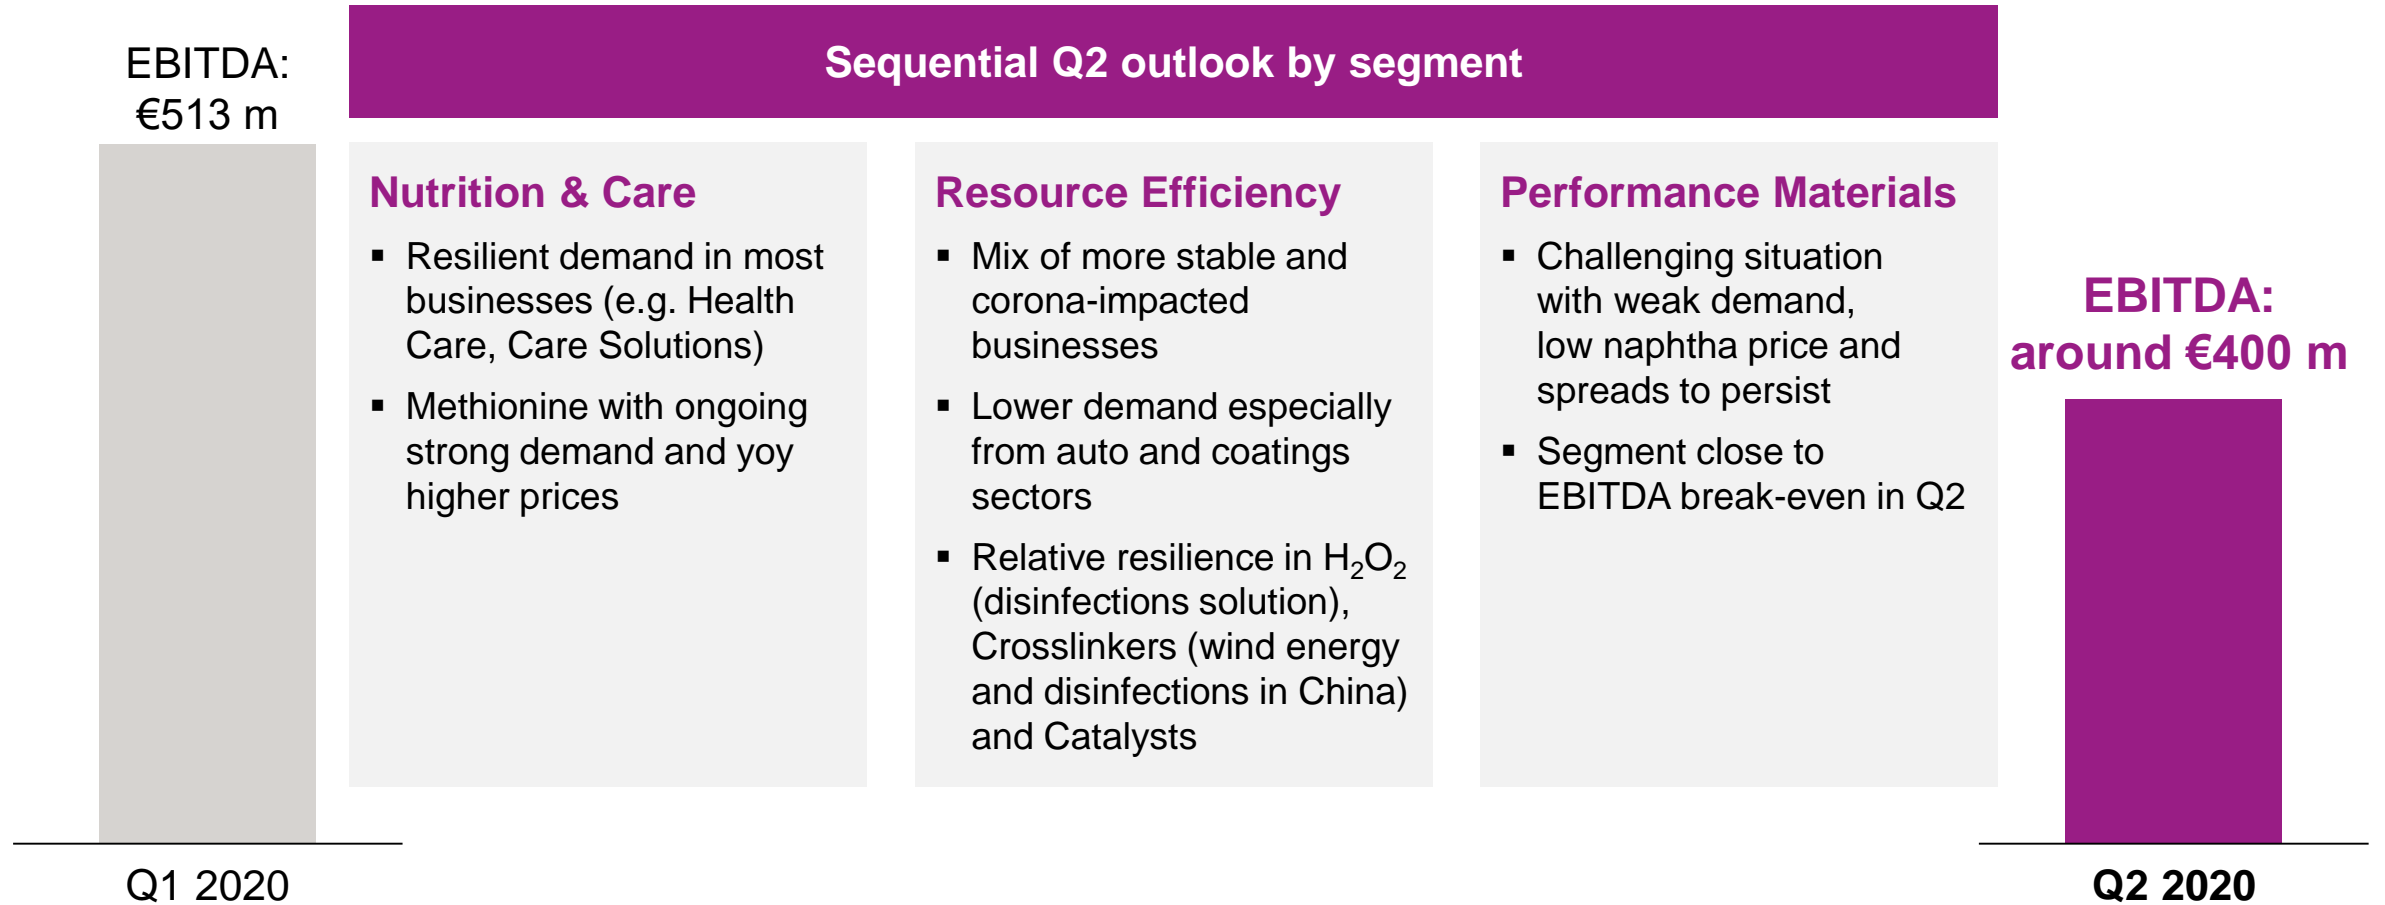 EBITDA:
€513 m
Q1 2020
Sequential Q2 outlook by segment
Nutrition & Care
▪ Resilient demand in most
businesses (e.g. Health
Care, Care Solutions)
▪ Methionine with ongoing
strong demand and yoy
higher prices
Resource Efficiency
▪ Mix of more stable and
corona-impacted
businesses
▪ Lower demand especially
from auto and coatings
sectors
▪ Relative resilience in H₂O₂
(disinfections solution),
Crosslinkers (wind energy
and disinfections in China)
and Catalysts
Performance Materials
▪ Challenging situation
with weak demand,
low naphtha price and
spreads to persist
▪ Segment close to
EBITDA break-even in Q2
EBITDA:
around €400 m
Q2 2020